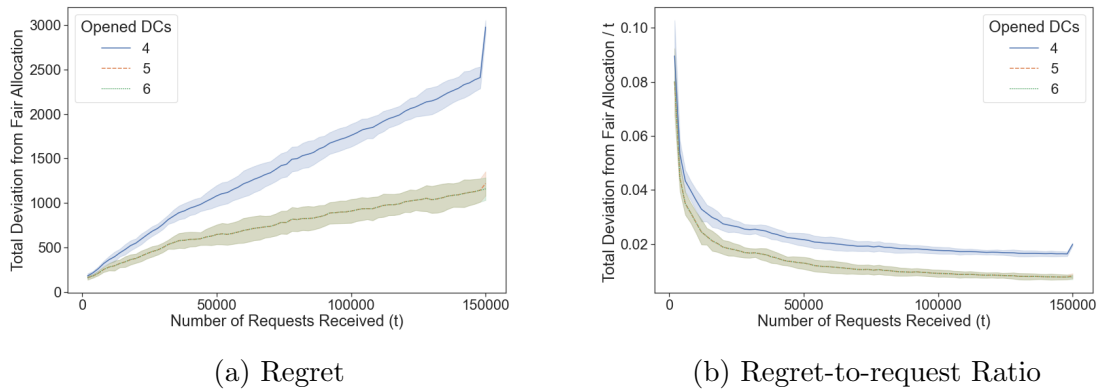 Total Deviation from Fair Allocation
3000
2500
2000
1500
1000
500
0
Opened DCs
4
5
6
0 50000 100000 150000
Number of Requests Received (t)
(a) Regret
Total Deviation from Fair Allocation / t
0.10
0.08
0.06
0.04
0.02
Opened DCs
4
5
6
0 50000 100000 150000
Number of Requests Received (t)
(b) Regret-to-request Ratio